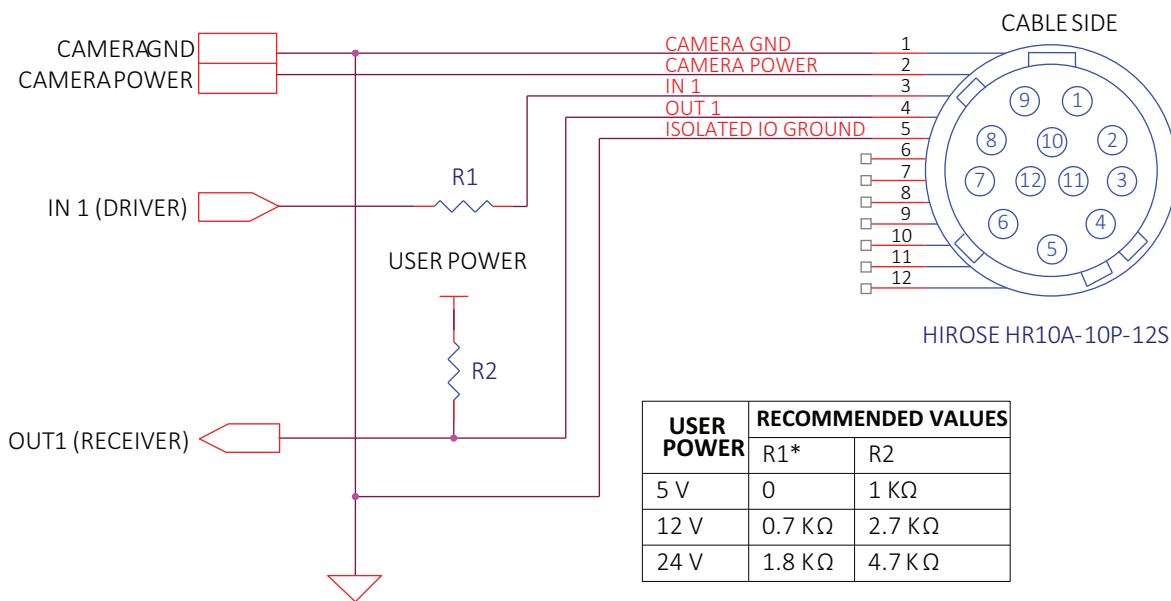 CABLE SIDE
CAMERAGND
CAMERA POWER
CAMERA GND 1
CAMERA POWER 2
IN 1 3
OUT 1 4
ISOLATED IO GROUND 5
6
7
8
9
10
11
12
9 1
8 10 2
7 12 11 3
6 4
5
R1
IN 1 (DRIVER)
USER POWER
HIROSE HR10A-10P-12S
R2
OUT1 (RECEIVER)
USER POWER RECOMMENDED VALUES
R1* R2
5 V 0 1 KΩ
12 V 0.7 KΩ 2.7 KΩ
24 V 1.8 KΩ 4.7 KΩ